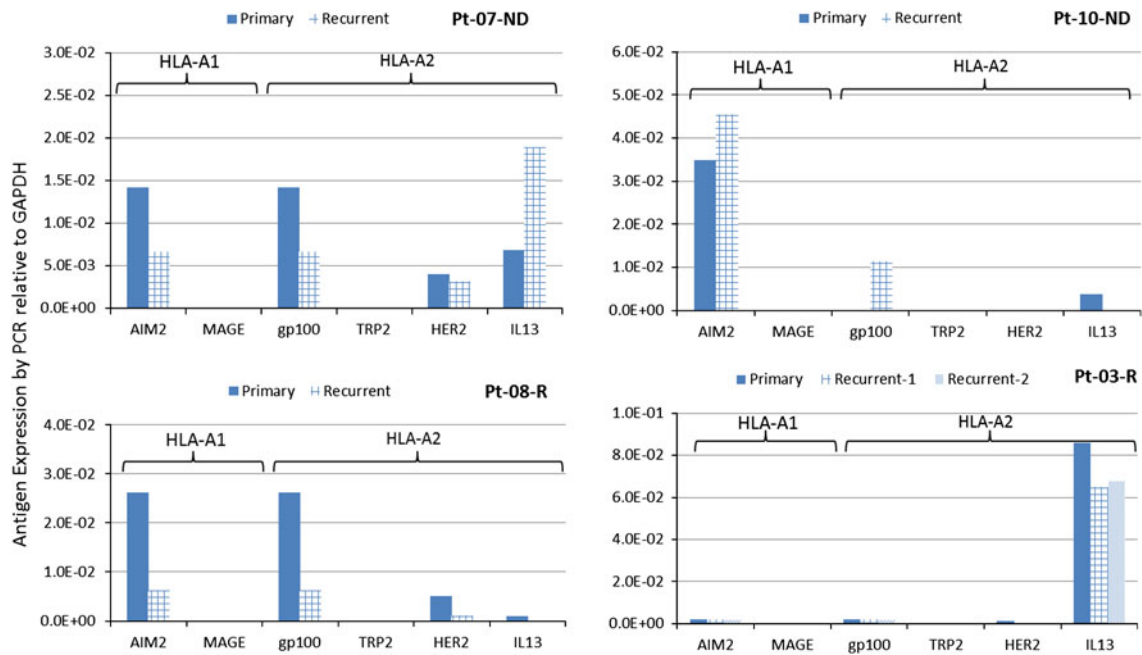 Antigen Expression by PCR relative to GAPDH
Primary Recurrent Pt-07-ND
3.0E-02
2.5E-02
2.0E-02
1.5E-02
1.0E-02
5.0E-03
0.0E+00
HLA-A1 HLA-A2
AIM2 MAGE gp100 TRP2 HER2 IL13
Primary Recurrent Pt-10-ND
6.0E-02
5.0E-02
4.0E-02
3.0E-02
2.0E-02
1.0E-02
0.0E+00
HLA-A1 HLA-A2
AIM2 MAGE gp100 TRP2 HER2 IL13
Primary Recurrent Pt-08-R
4.0E-02
3.0E-02
2.0E-02
1.0E-02
0.0E+00
HLA-A1 HLA-A2
AIM2 MAGE gp100 TRP2 HER2 IL13
Primary Recurrent-1 Recurrent-2 Pt-03-R
1.0E-01
8.0E-02
6.0E-02
4.0E-02
2.0E-02
0.0E+00
HLA-A1 HLA-A2
AIM2 MAGE gp100 TRP2 HER2 IL13